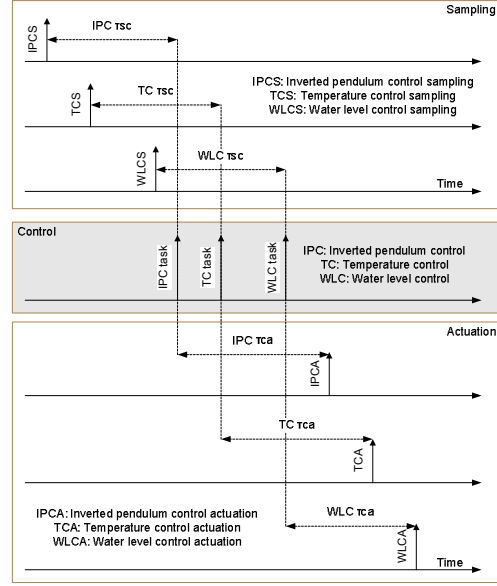 Sampling
IPC τsc
IPCS
IPCS: Inverted pendulum control sampling
TCS: Temperature control sampling
WLCS: Water level control sampling
TC τsc
TCS
WLC τsc
WLCS
Time
Control
IPC task
TC task
WLC task
IPC: Inverted pendulum control
TC: Temperature control
WLC: Water level control
Actuation
IPC τca
IPCA
TC τca
TCA
IPCA: Inverted pendulum control actuation
TCA: Temperature control actuation
WLCA: Water level control actuation
WLC τca
WLCA
Time